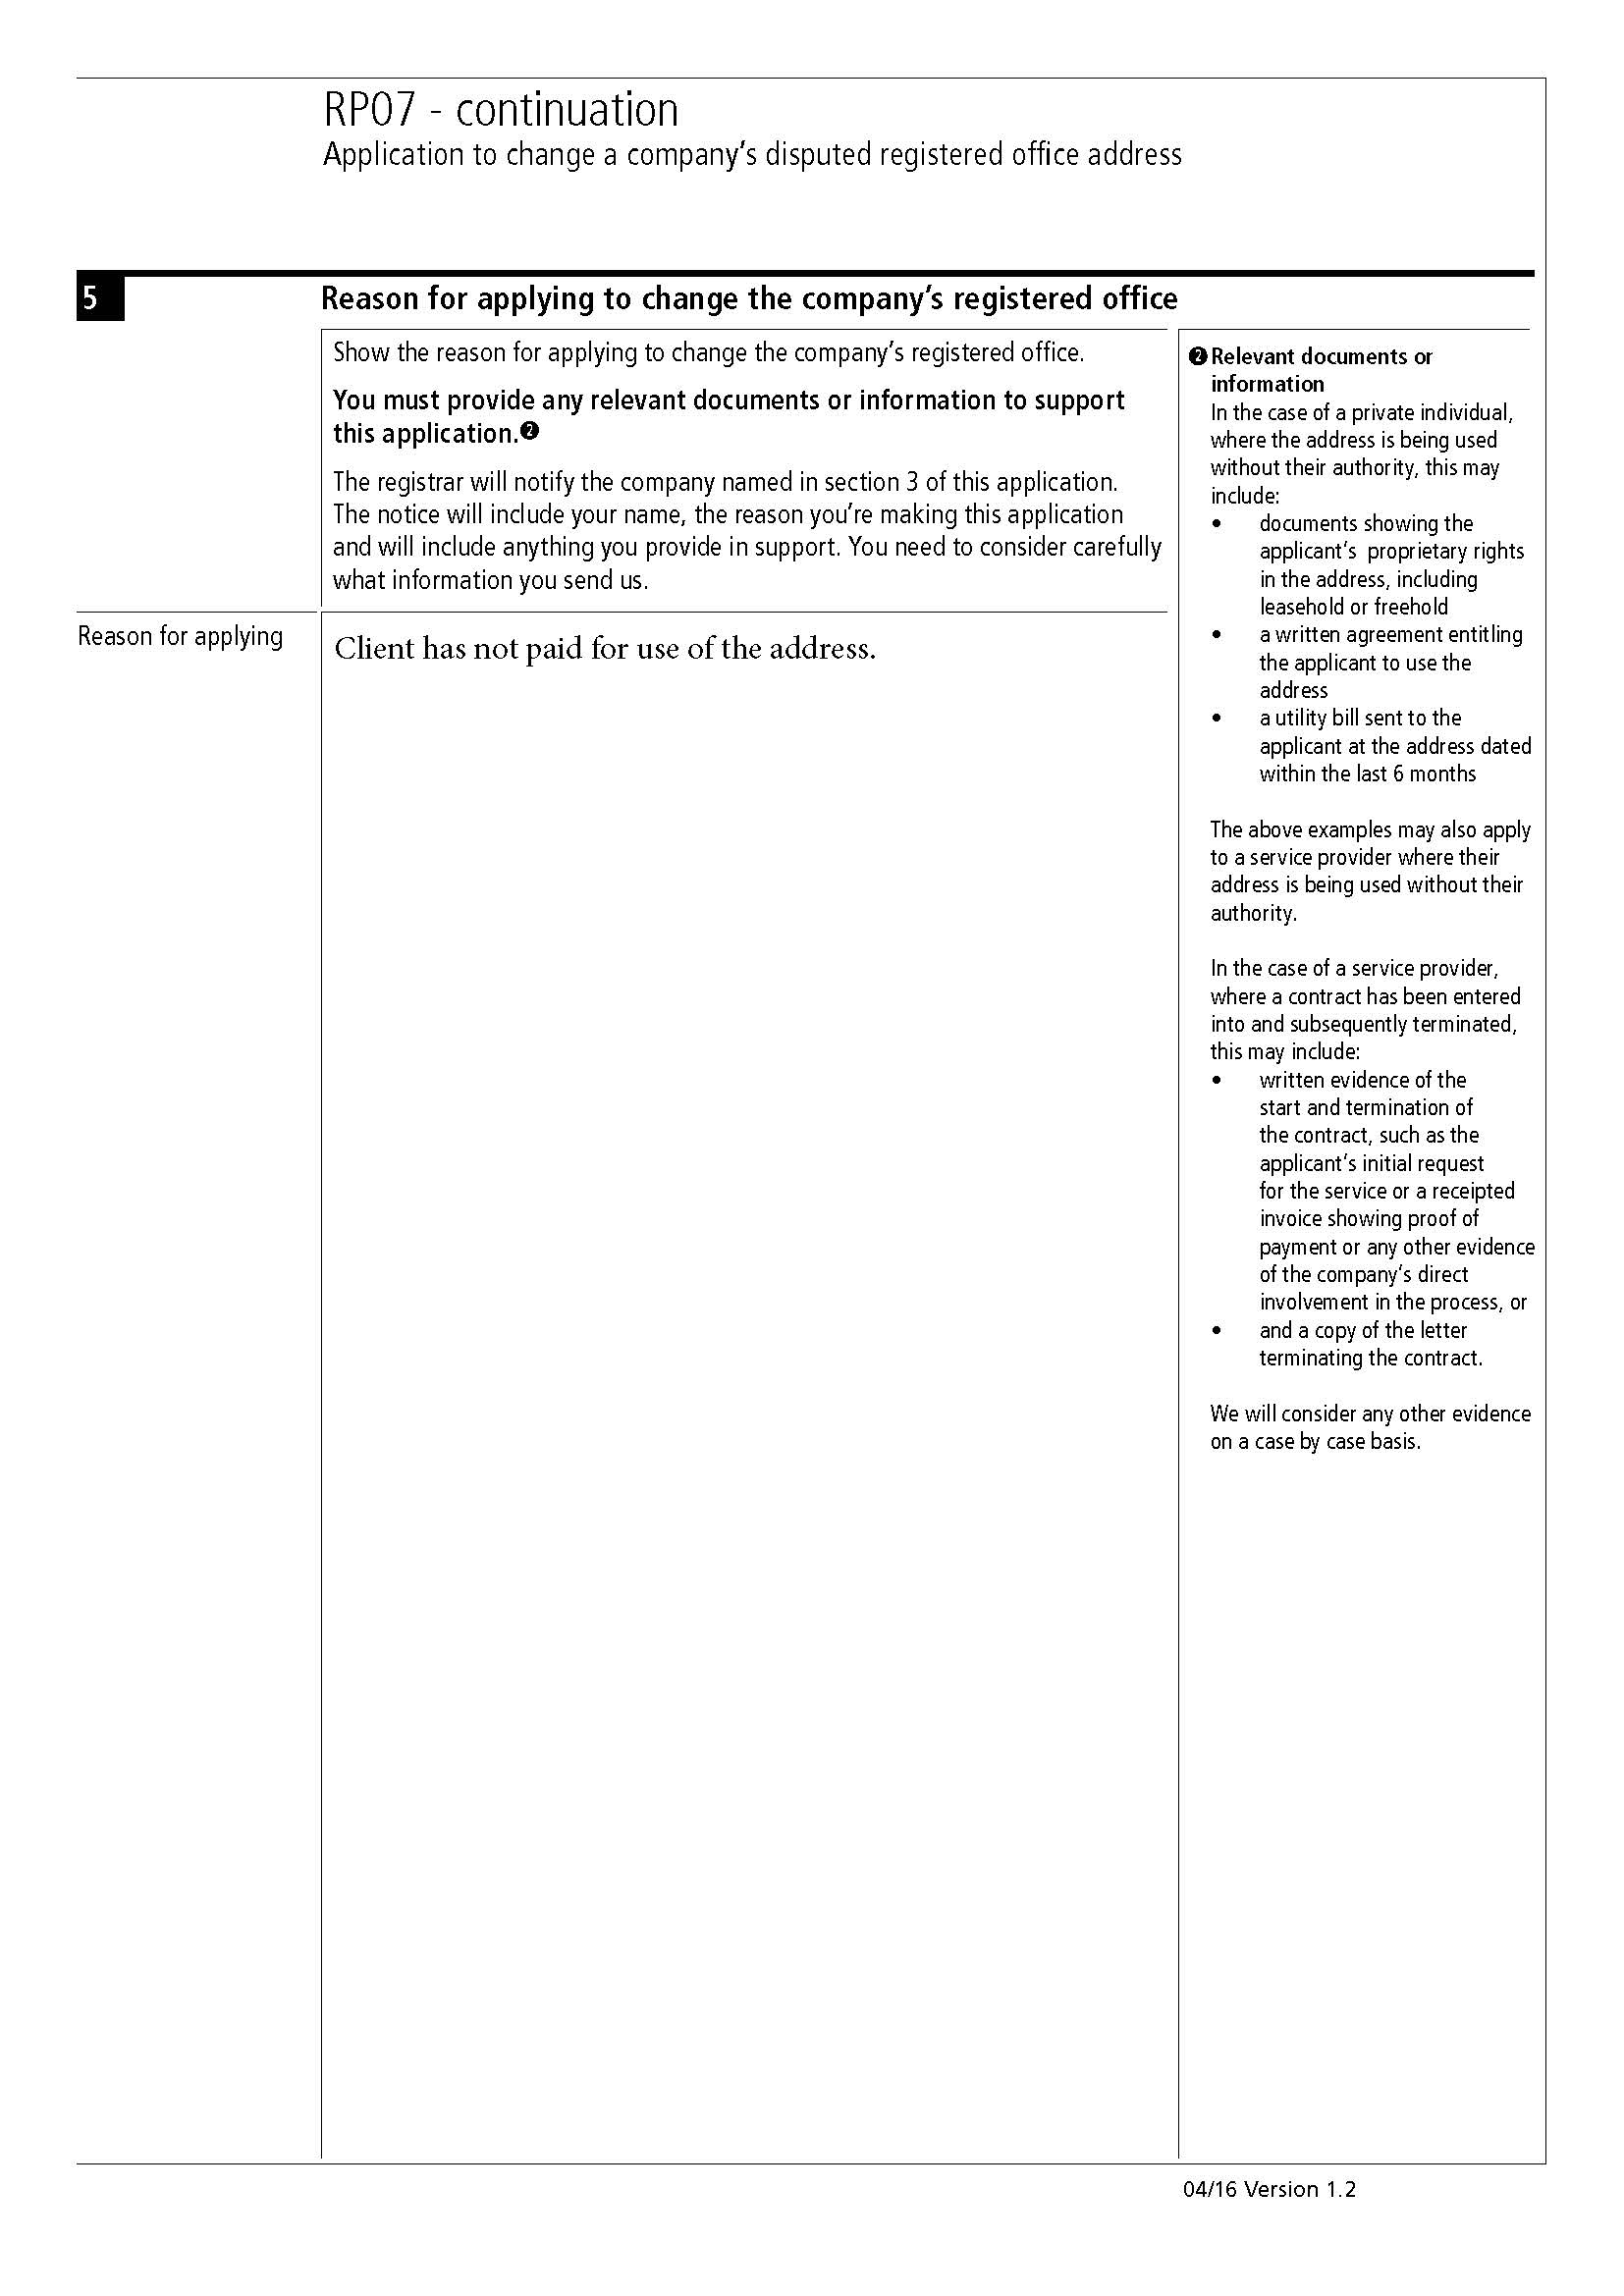 RP07 - continuation
Application to change a company’s disputed registered office address
5
Reason for applying to change the company’s registered office
Show the reason for applying to change the company’s registered office.
You must provide any relevant documents or information to support
this application.❷
The registrar will notify the company named in section 3 of this application.
The notice will include your name, the reason you’re making this application
and will include anything you provide in support. You need to consider carefully
what information you send us.
Reason for applying
Client has not paid for use of the address.
❷ Relevant documents or
information
In the case of a private individual,
where the address is being used
without their authority, this may
include:
• documents showing the
applicant’s proprietary rights
in the address, including
leasehold or freehold
• a written agreement entitling
the applicant to use the
address
• a utility bill sent to the
applicant at the address dated
within the last 6 months
The above examples may also apply
to a service provider where their
address is being used without their
authority.
In the case of a service provider,
where a contract has been entered
into and subsequently terminated,
this may include:
• written evidence of the
start and termination of
the contract, such as the
applicant’s initial request
for the service or a receipted
invoice showing proof of
payment or any other evidence
of the company’s direct
involvement in the process, or
• and a copy of the letter
terminating the contract.
We will consider any other evidence
on a case by case basis.
04/16 Version 1.2